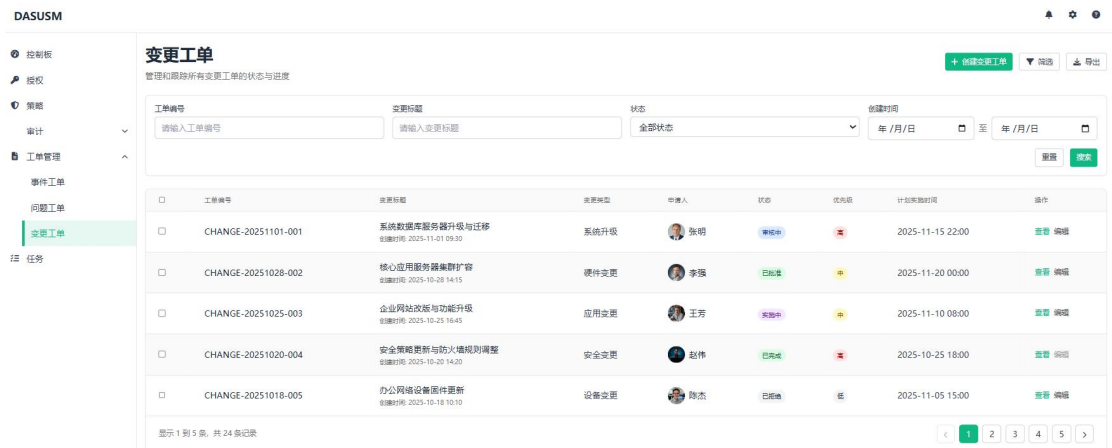 DASUSM
控制板
授权
策略
审计
工单管理
事件工单
问题工单
变更工单
任务
变更工单
管理和跟踪所有变更工单的状态与进度
+ 创建变更工单 筛选 导出
工单编号 变更标题 状态 创建时间
请输入工单编号 请输入变更标题 全部状态 年 /月/日 至 年 /月/日
重置 搜索
工单编号 变更标题 变更类型 申请人 状态 优先级 计划实施时间 操作
CHANGE-20251101-001 系统数据库服务器升级与迁移 系统升级 张明 审核中 高 2025-11-15 22:00 查看 编辑
创建时间: 2025-11-01 09:30
CHANGE-20251028-002 核心应用服务器集群扩容 硬件变更 李强 已批准 中 2025-11-20 00:00 查看 编辑
创建时间: 2025-10-28 14:15
CHANGE-20251025-003 企业网站改版与功能升级 应用变更 王芳 实施中 中 2025-11-10 08:00 查看 编辑
创建时间: 2025-10-25 16:45
CHANGE-20251020-004 安全策略更新与防火墙规则调整 安全变更 赵伟 已完成 高 2025-10-25 18:00 查看 编辑
创建时间: 2025-10-20 14:20
CHANGE-20251018-005 办公网络设备固件更新 设备变更 陈杰 已拒绝 低 2025-11-05 15:00 查看 编辑
创建时间: 2025-10-18 10:10
显示 1 到 5 条, 共 24 条记录
1 2 3 4 5